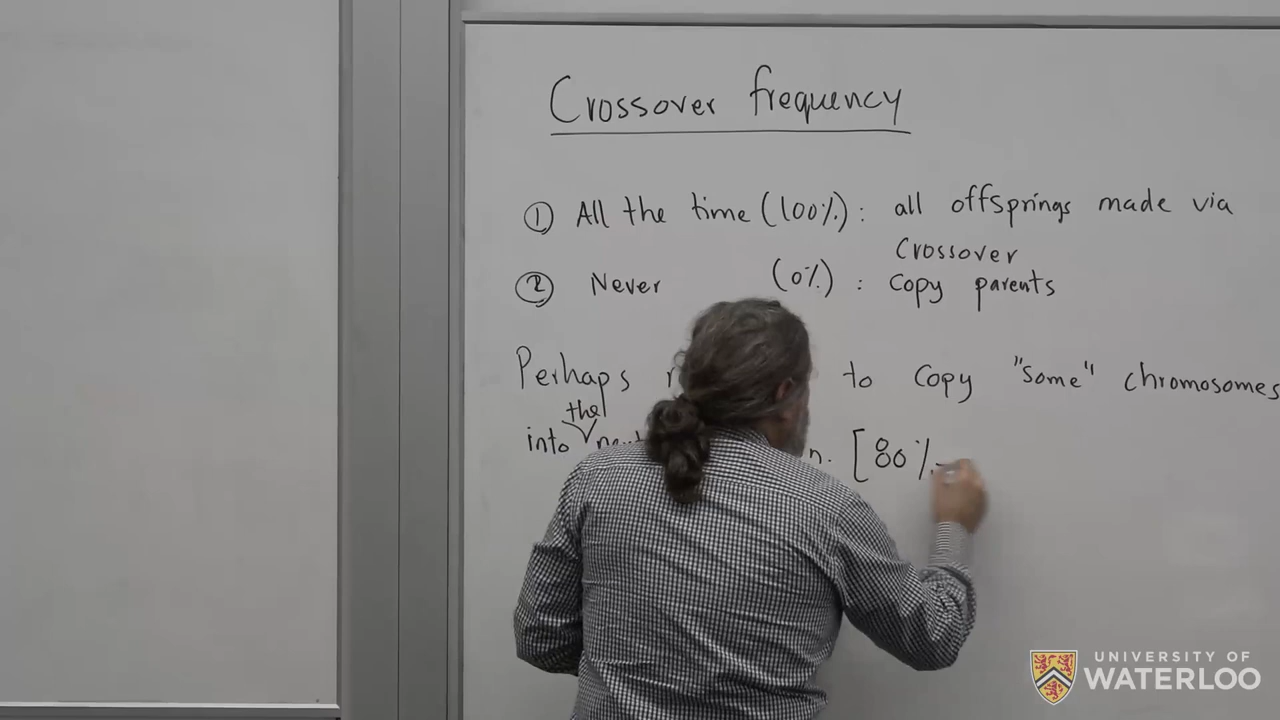 Crossover frequency
① All the time (100%): all offsprings made via
Crossover
② Never (0%): Copy parents
Perhaps to Copy "some" chromosomes
the
into [80%
UNIVERSITY OF
WATERLOO